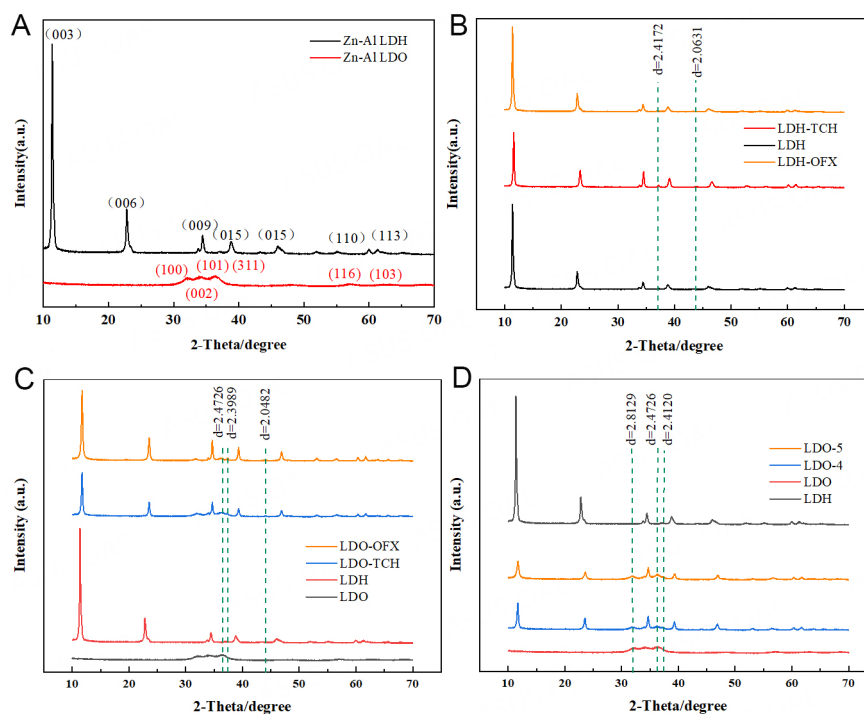 A
(003)
Zn-Al LDH
Zn-Al LDO
(006)
(009)
(015)
(015)
(110)
(113)
(100)
(101)
(311)
(002)
(116)
(103)
10 20 30 40 50 60 70
2-Theta/degree
Intensity(a.u.)
B
d=2.4172
d=2.0631
LDH-TCH
LDH
LDH-OFX
10 20 30 40 50 60 70
2-Theta/degree
Intensity(a.u.)
C
d=2.4726
d=2.3989
d=2.0482
LDO-OFX
LDO-TCH
LDH
LDO
10 20 30 40 50 60 70
2-Theta/degree
Intensity (a.u.)
D
d=2.8129
d=2.4726
d=2.4120
LDO-5
LDO-4
LDO
LDH
10 20 30 40 50 60 70
2-Theta/degree
Intensity (a.u.)